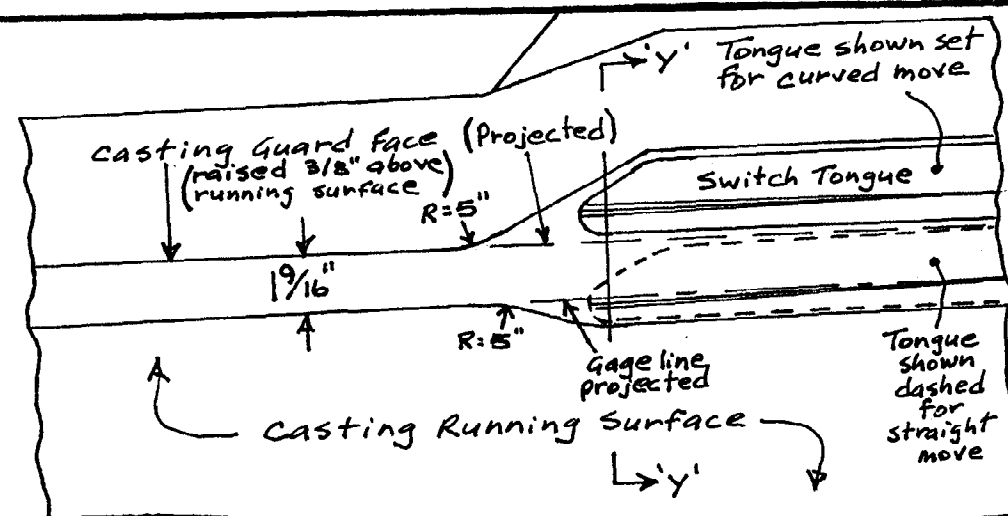 'Y'
Tongue shown set
for curved move
Casting Guard Face (Projected)
(raised 3/8" above
running surface)
R=5"
Switch Tongue
1 9/16"
R=5"
Gage line
projected
Tongue
shown
dashed
for
straight
move
Casting Running Surface
'Y'